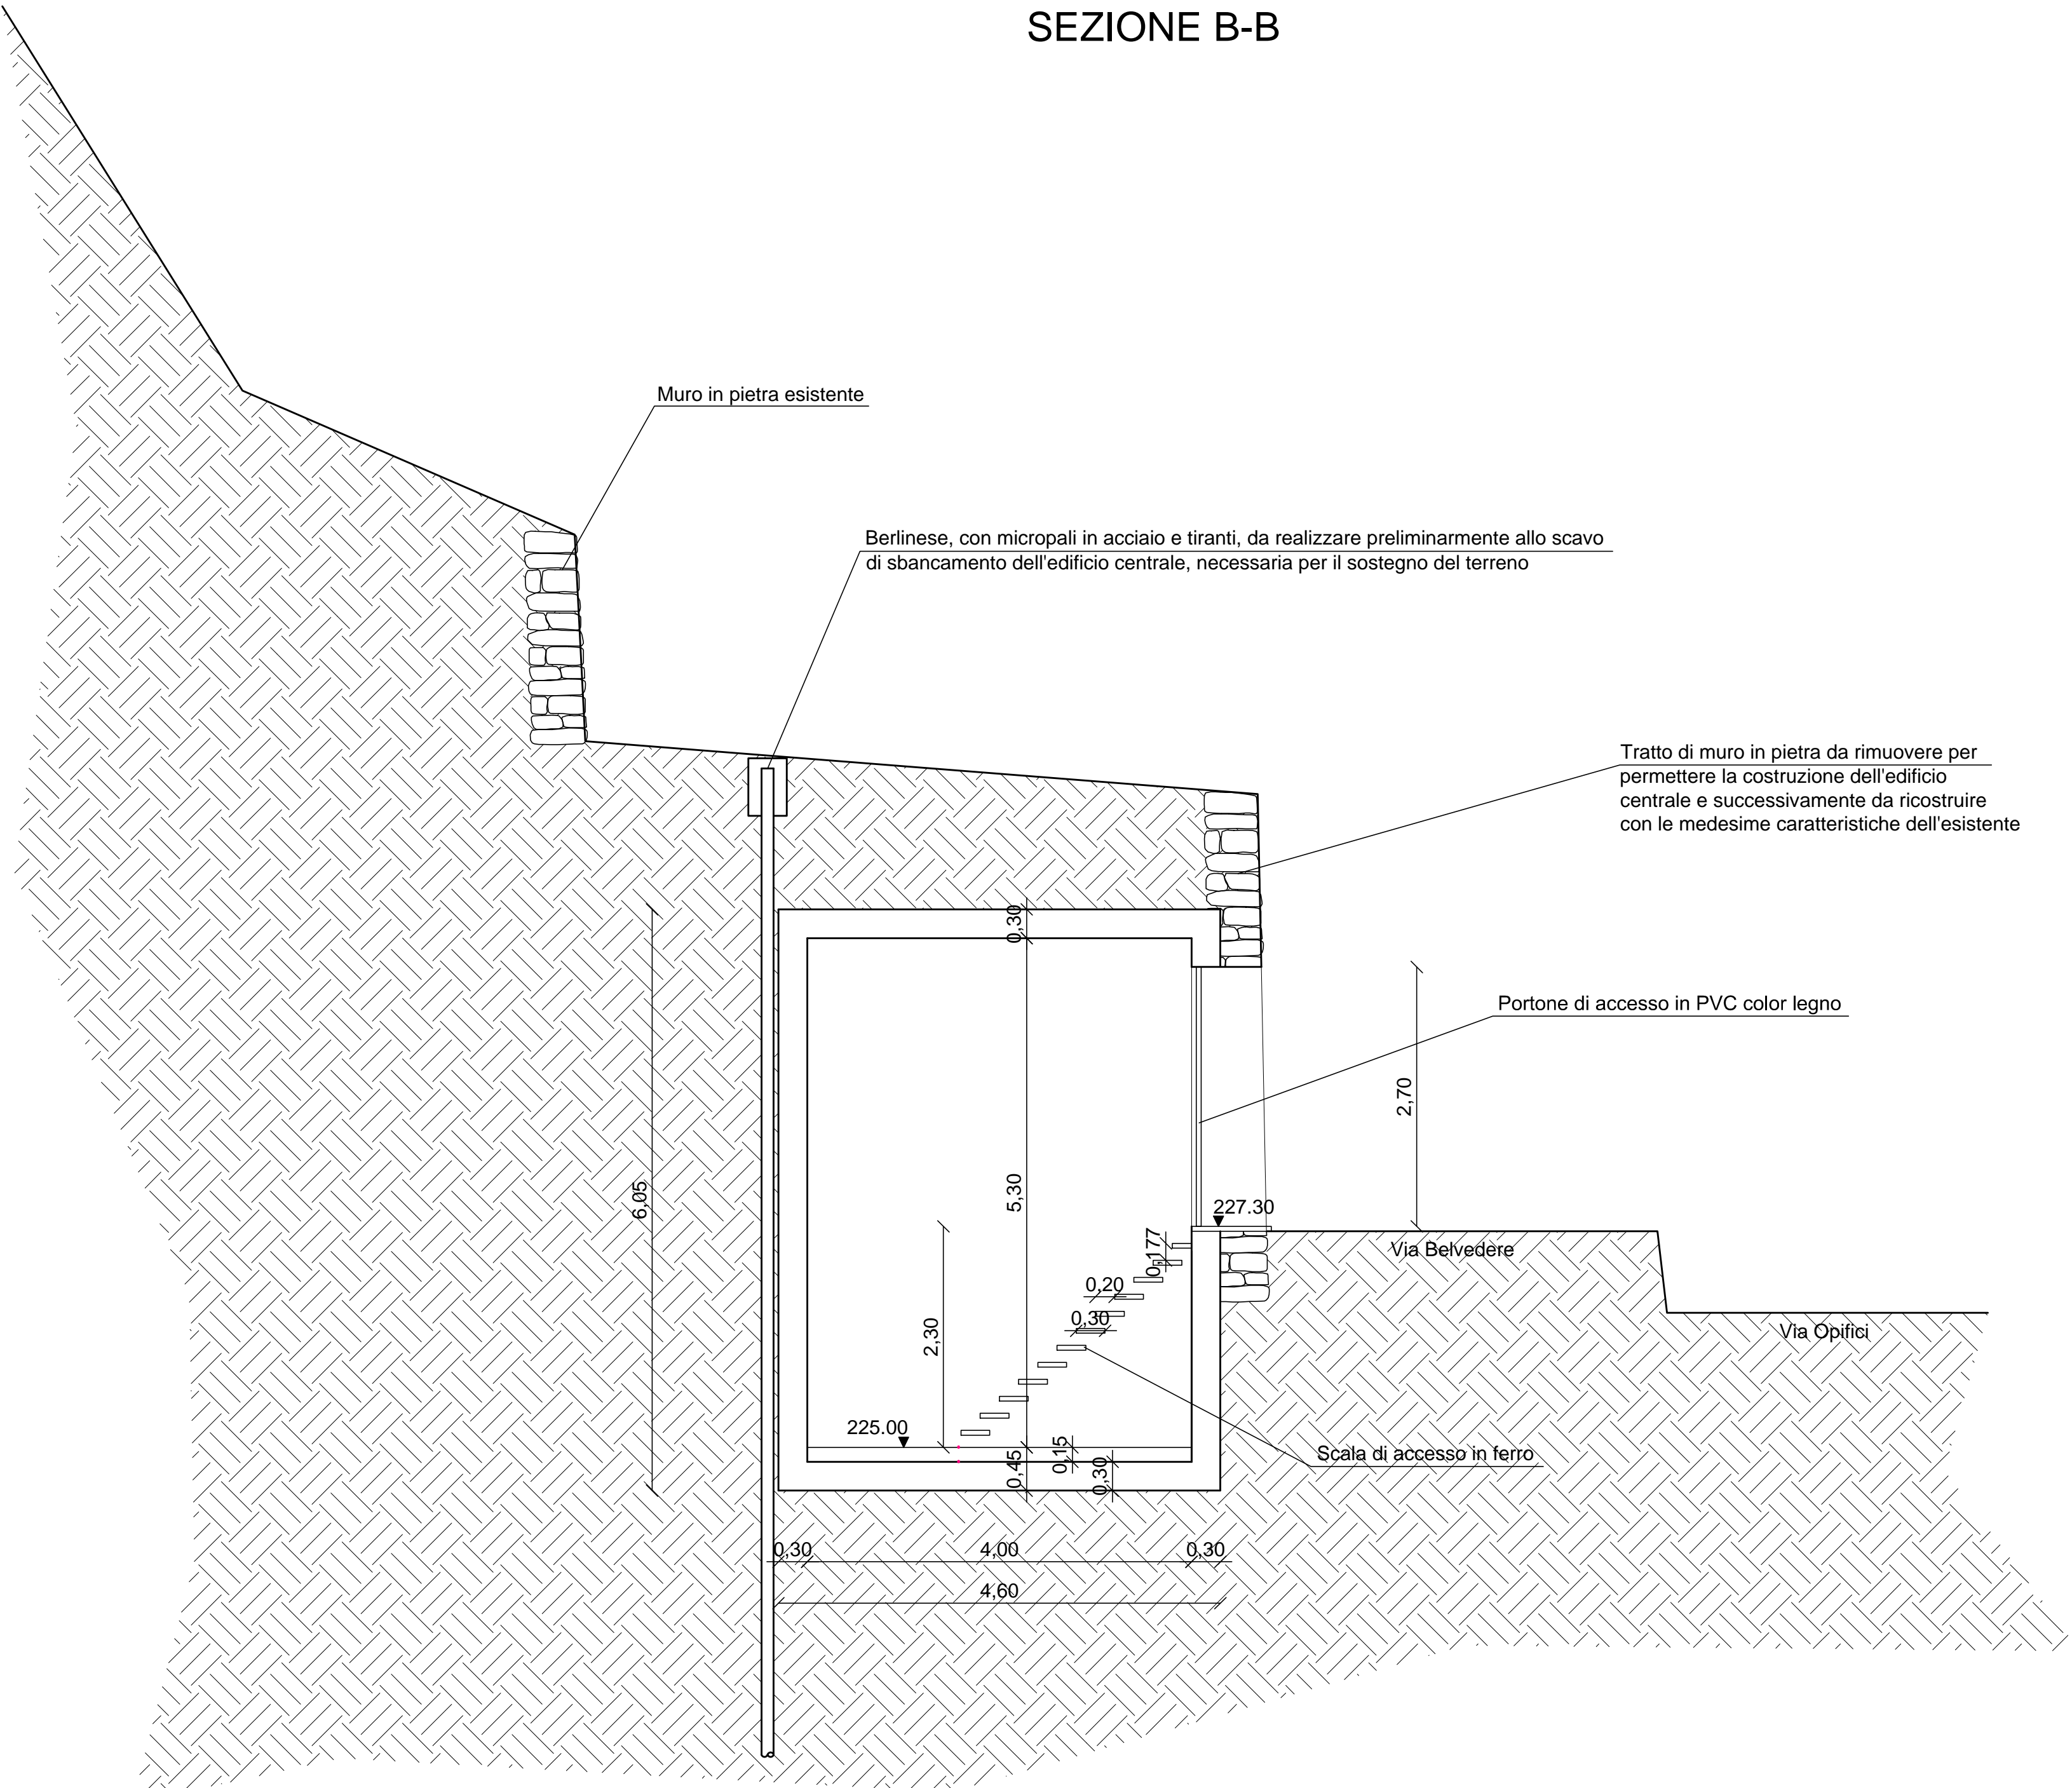 SEZIONE B-B
Muro in pietra esistente
Berlinese, con micropali in acciaio e tiranti, da realizzare preliminarmente allo scavo
di sbancamento dell'edificio centrale, necessaria per il sostegno del terreno
Tratto di muro in pietra da rimuovere per
permettere la costruzione dell'edificio
centrale e successivamente da ricostruire
con le medesime caratteristiche dell'esistente
0,30
Portone di accesso in PVC color legno
2,70
6,05
5,30
227.30
0,177
Via Belvedere
0,20
0,30
2,30
Via Opifici
225.00
0,15
0,45
0,30
Scala di accesso in ferro
0,30
4,00
0,30
4,60